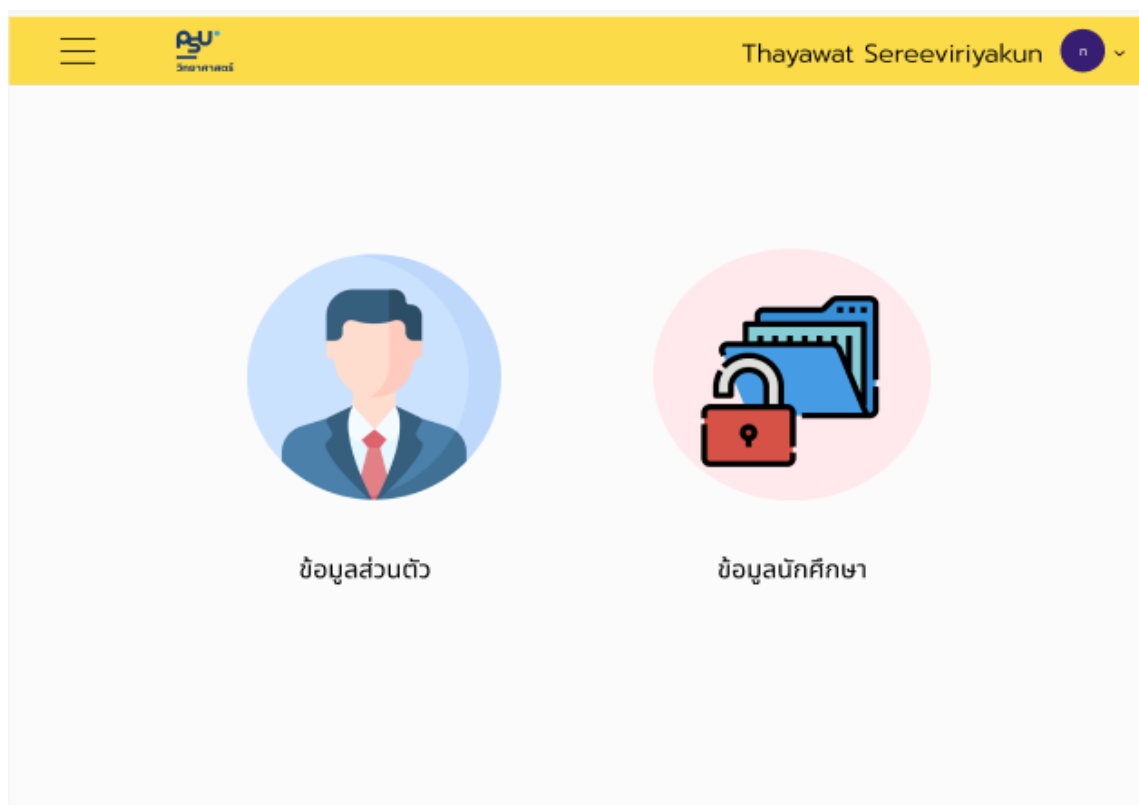 PSU
วิทยาศาสตร์
Thayawat Sereeviriyakun
ก
ข้อมูลส่วนตัว
ข้อมูลนักศึกษา